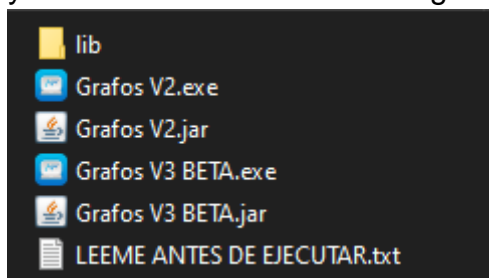 lib
Grafos V2.exe
Grafos V2.jar
Grafos V3 BETA.exe
Grafos V3 BETA.jar
LEEME ANTES DE EJECUTAR.txt